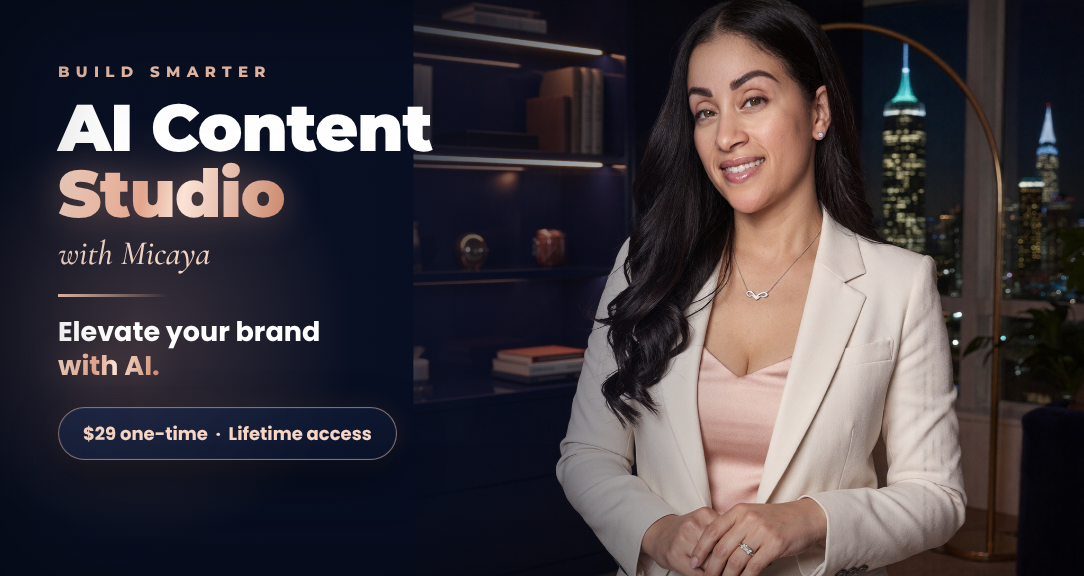 BUILD SMARTER
AI Content
Studio
with Micaya
Elevate your brand
with AI.
$29 one-time · Lifetime access